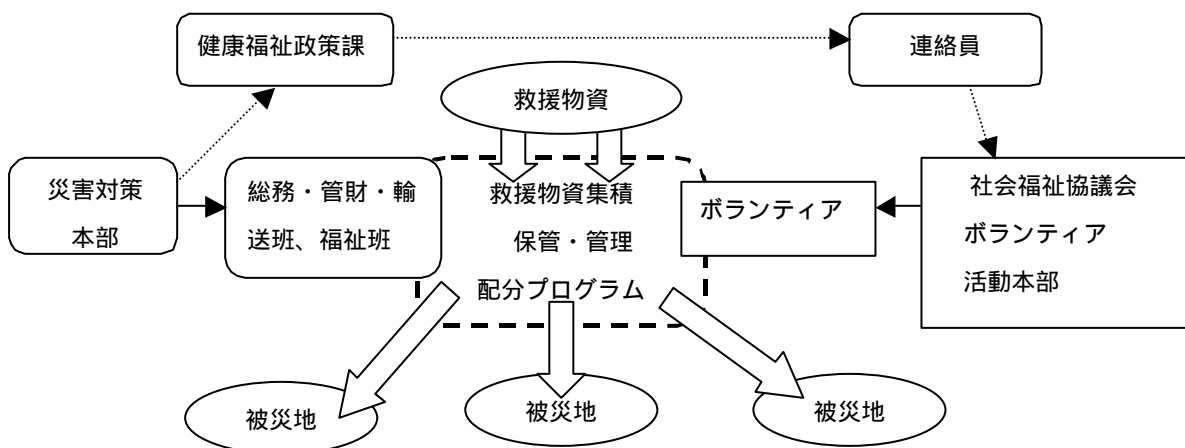 健康福祉政策課
連絡員
救援物資
災害対策
本部
総務・管財・輸
送班、福祉班
救援物資集積
保管・管理
配分プログラム
ボランティア
社会福祉協議会
ボランティア
活動本部
被災地
被災地
被災地